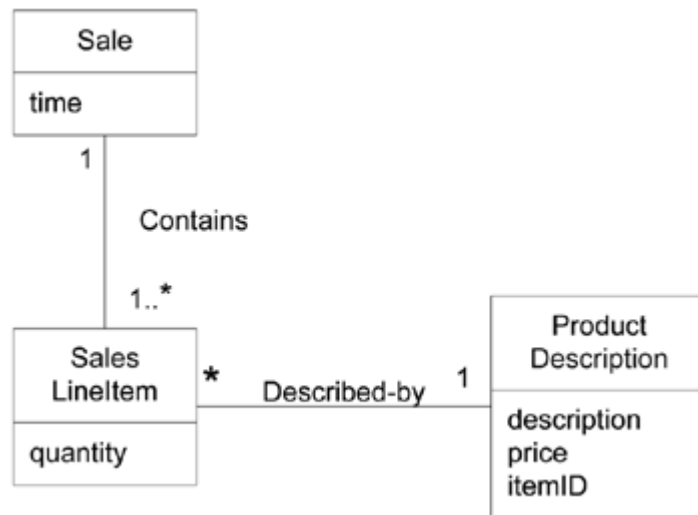 Sale
time
1
Contains
1..*
Sales
LineItem
quantity
*
Described-by
1
Product
Description
description
price
itemID